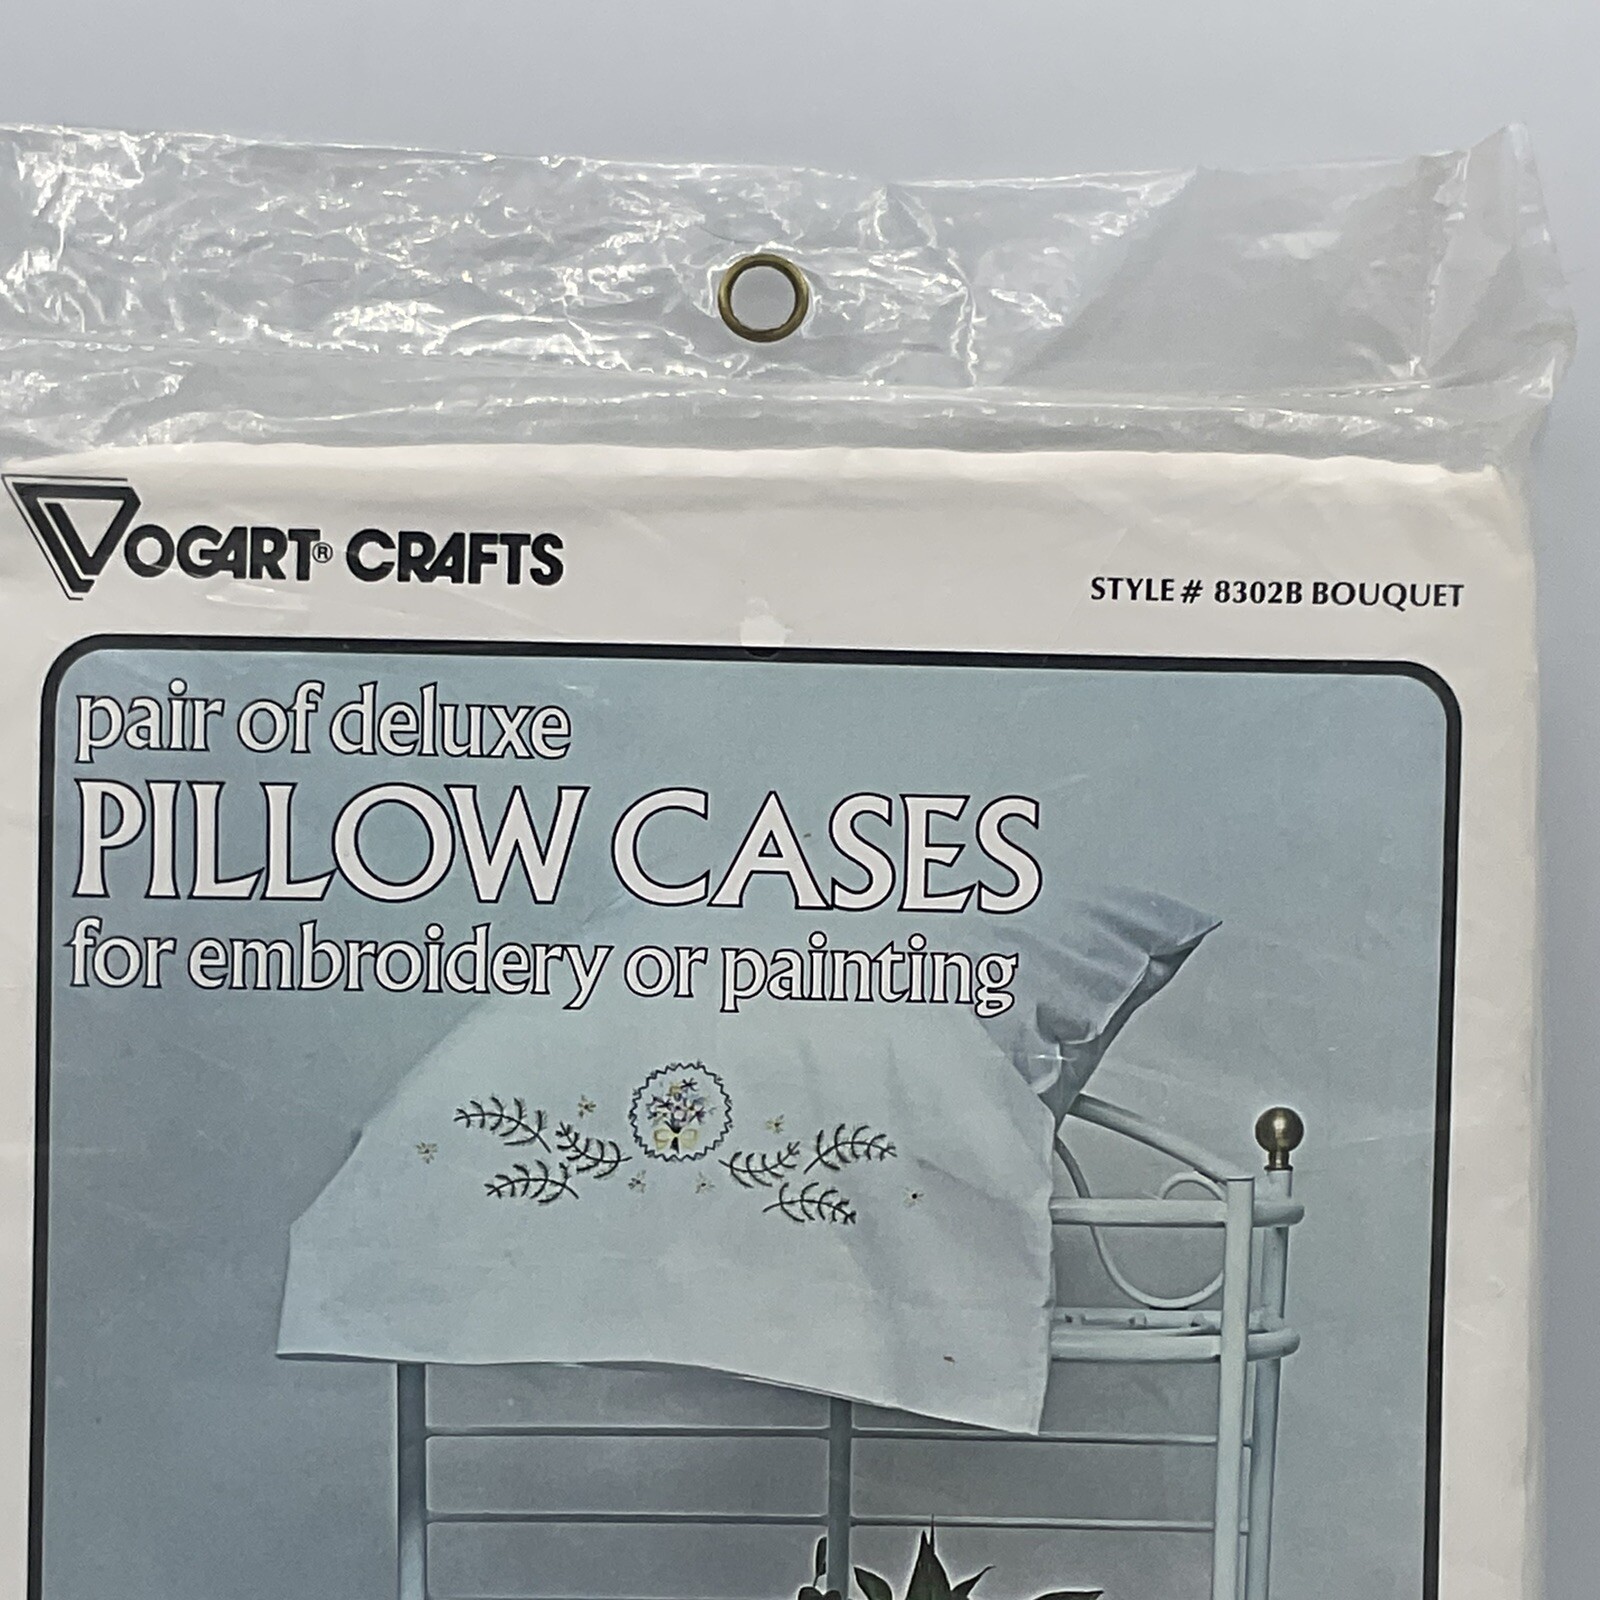 VOGART® CRAFTS
STYLE # 8302B BOUQUET
pair of deluxe
PILLOW CASES
for embroidery or painting